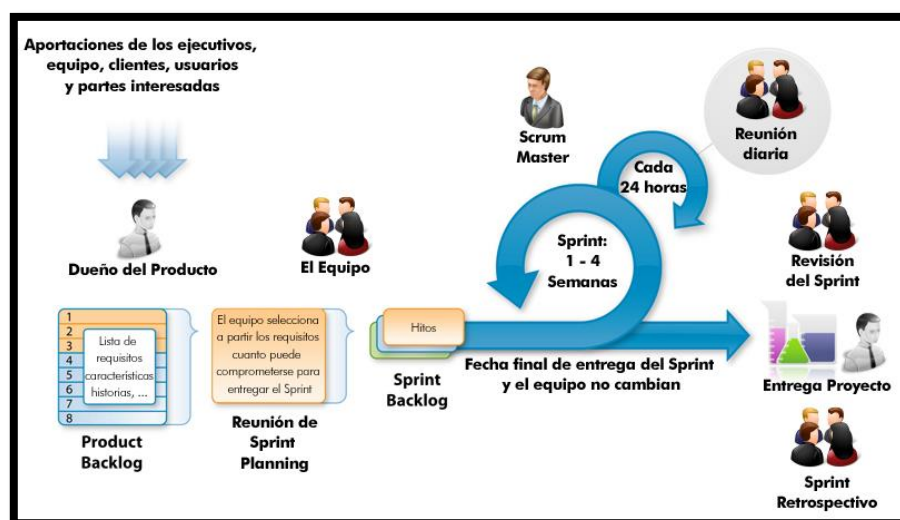 Aportaciones de los ejecutivos,
equipo, clientes, usuarios
y partes interesadas
Dueño del Producto
El Equipo
Scrum
Master
Cada
24 horas
Reunión
diaria
Sprint:
1 - 4
Semanas
Revisión
del Sprint
1
2
3
4
5
6
7
8
Lista de
requisitos
características
historias, ...
Product
Backlog
El equipo selecciona
a partir los requisitos
cuanto puede
comprometerse para
entregar el Sprint
Reunión de
Sprint
Planning
Hitos
Sprint
Backlog
Fecha final de entrega del Sprint
y el equipo no cambian
Entrega Proyecto
Sprint
Retrospectivo